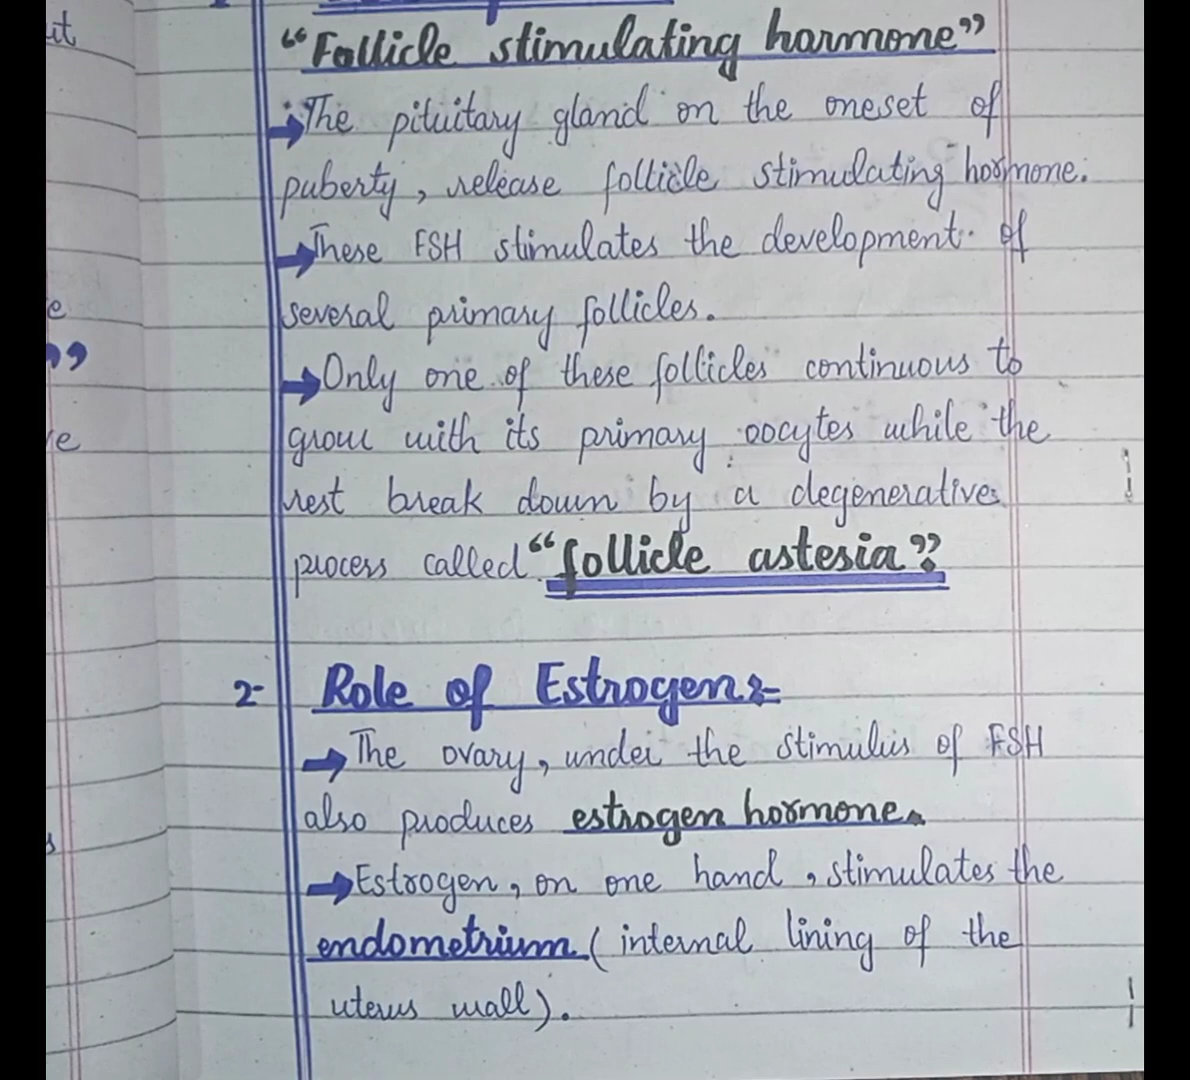 it
"Follicle stimulating hormone"
The pituitary gland on the oneset of
puberty, release follicle stimulating hormone.
These FSH stimulates the development of
several primary follicles.
e
"
Only one of these follicles continuous to
grow with its primary oocytes while the
e
rest break down by a degenerative
process called "follicle astesia":
2- Role of Estrogen:-
The ovary, under the stimulus of FSH
also produces estrogen hormone.
s
Estrogen, on one hand, stimulates the
endometrium (internal lining of the
uterus wall).